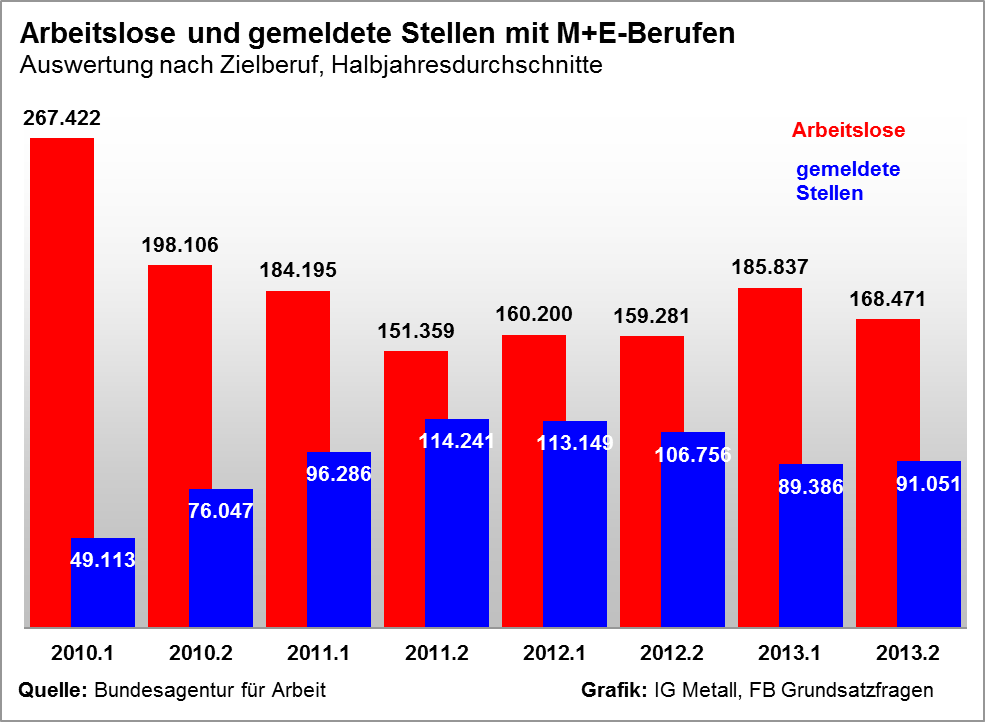 Arbeitslose und gemeldete Stellen mit M+E-Berufen
Auswertung nach Zielberuf, Halbjahresdurchschnitte
267.422
198.106
184.195
151.359
160.200
159.281
185.837
168.471
Arbeitslose
gemeldete
Stellen
49.113
76.047
96.286
114.241
113.149
106.756
89.386
91.051
2010.1 2010.2 2011.1 2011.2 2012.1 2012.2 2013.1 2013.2
Quelle: Bundesagentur für Arbeit
Grafik: IG Metall, FB Grundsatzfragen